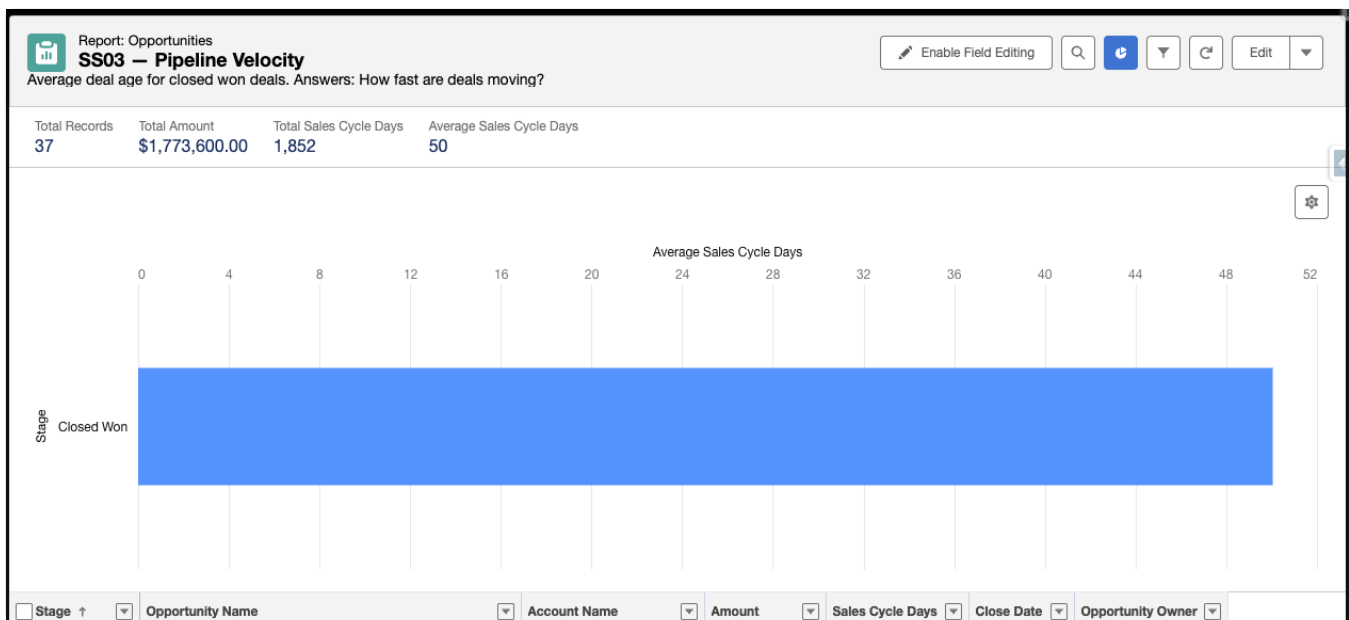 Report: Opportunities
SS03 — Pipeline Velocity
Average deal age for closed won deals. Answers: How fast are deals moving?
Enable Field Editing
Edit
Total Records Total Amount Total Sales Cycle Days Average Sales Cycle Days
37 $1,773,600.00 1,852 50
Average Sales Cycle Days
0 4 8 12 16 20 24 28 32 36 40 44 48 52
Stage
Closed Won
Stage ↑ Opportunity Name Account Name Amount Sales Cycle Days Close Date Opportunity Owner